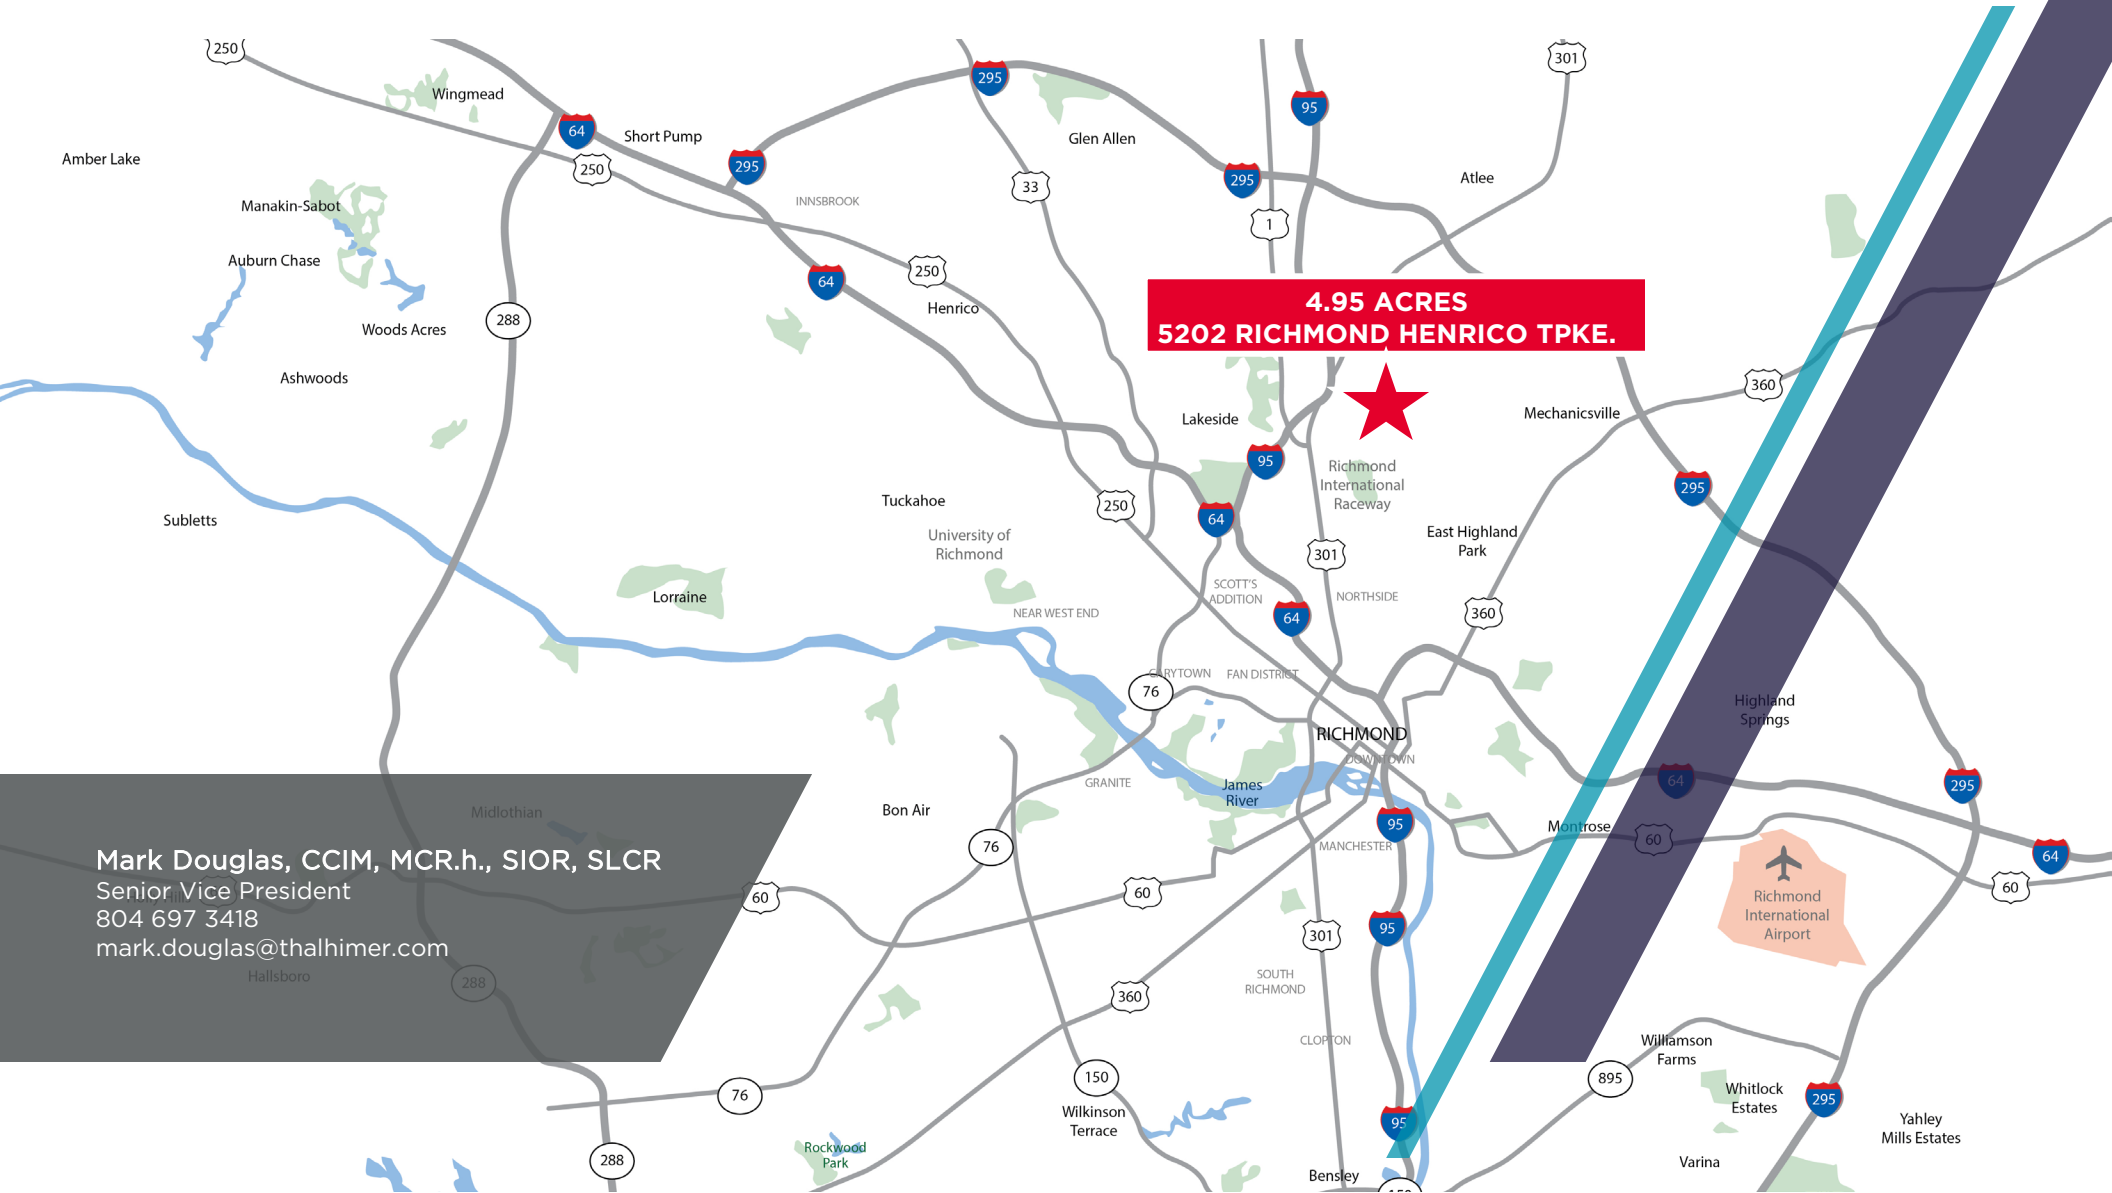 250
301
295
95
Wingmead
64
Short Pump
Glen Allen
Amber Lake
250
295
295
Atlee
33
INNSBROOK
Manakin-Sabot
1
Auburn Chase
250
64
Henrico
4.95 ACRES
5202 RICHMOND HENRICO TPKE.
288
Woods Acres
Ashwoods
360
Mechanicsville
Lakeside
95
Richmond
International
Raceway
295
Tuckahoe
250
64
Subletts
University of
Richmond
East Highland
Park
301
SCOTT'S
ADDITION
NORTHSIDE
Lorraine
NEAR WEST END
64
360
CARYTOWN
FAN DISTRICT
76
Highland
Springs
RICHMOND
DOWNTOWN
GRANITE
James
River
64
295
Midlothian
Bon Air
95
Montrose
60
MANCHESTER
76
64
Mark Douglas, CCIM, MCR.h., SIOR, SLCR
Senior Vice President
804 697 3418
mark.douglas@thalhimer.com
60
60
60
Richmond
International
Airport
95
301
Hallsboro
288
SOUTH
RICHMOND
360
CLOPTON
Williamson
Farms
150
895
76
Whitlock
Estates
295
Wilkinson
Terrace
95
Yahley
Mills Estates
Rockwood
Park
288
Varina
Bensley